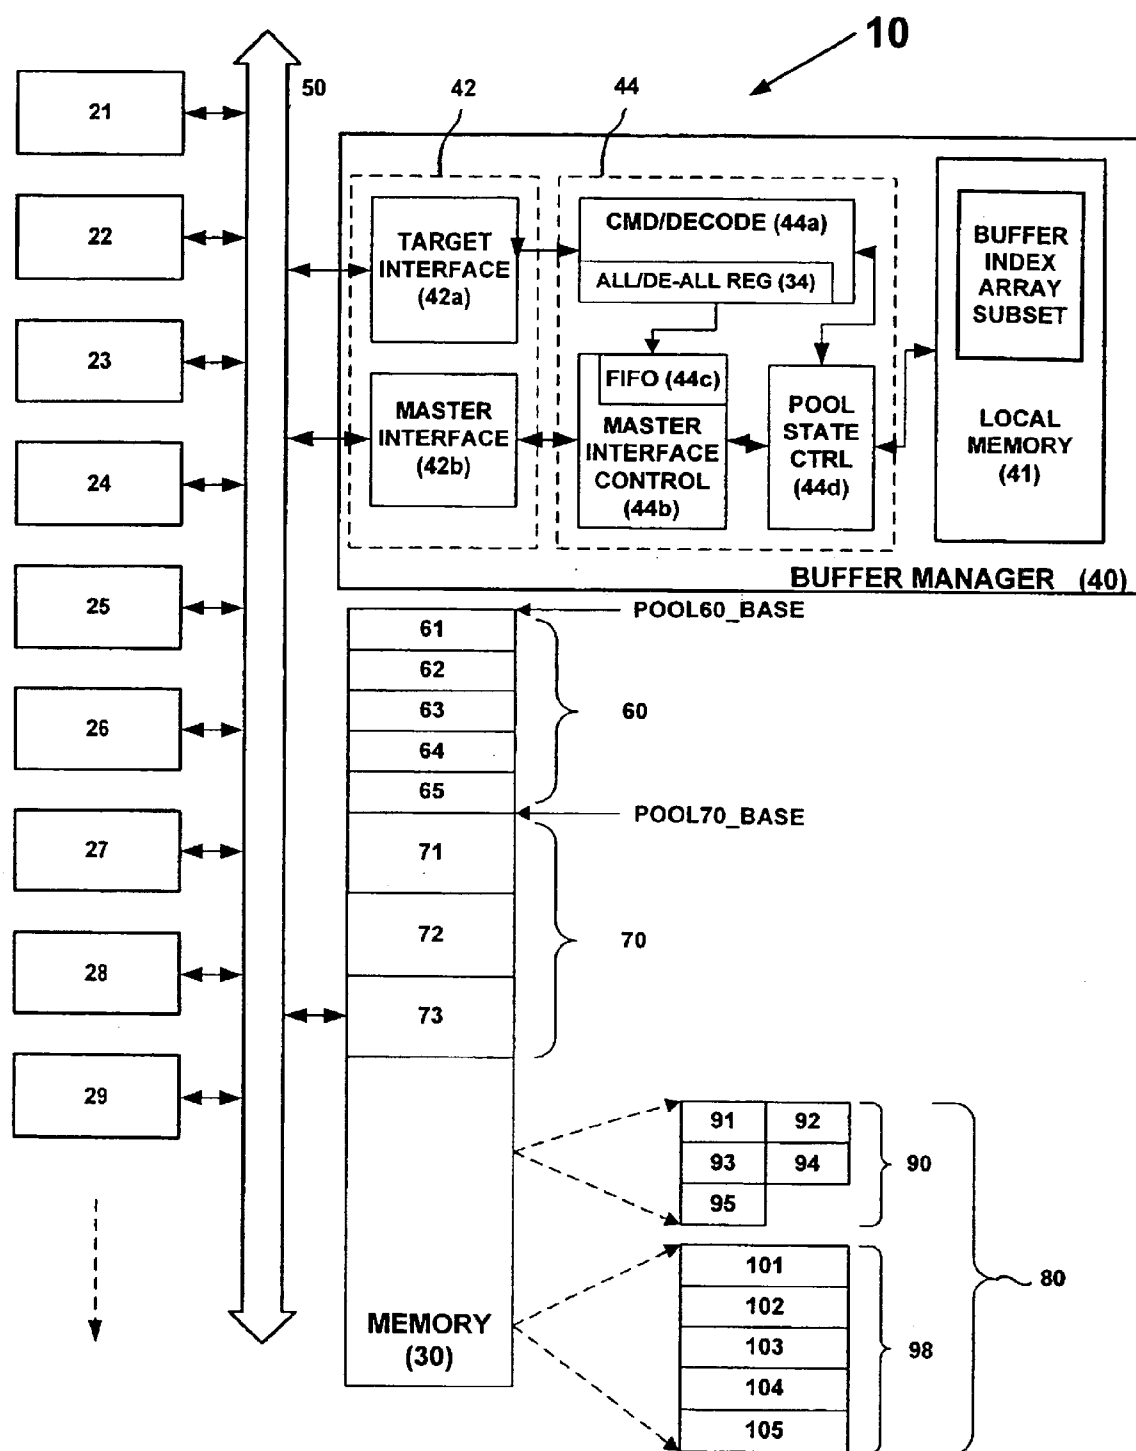 10
50
42
44
21
22
23
24
25
26
27
28
29
TARGET
INTERFACE
(42a)
MASTER
INTERFACE
(42b)
CMD/DECODE (44a)
ALL/DE-ALL REG (34)
FIFO (44c)
MASTER
INTERFACE
CONTROL
(44b)
POOL
STATE
CTRL
(44d)
BUFFER
INDEX
ARRAY
SUBSET
LOCAL
MEMORY
(41)
BUFFER MANAGER (40)
POOL60_BASE
61
62
63
64
65
60
POOL70_BASE
71
72
73
70
MEMORY
(30)
91 92
93 94
95
90
101
102
103
104
105
98
80